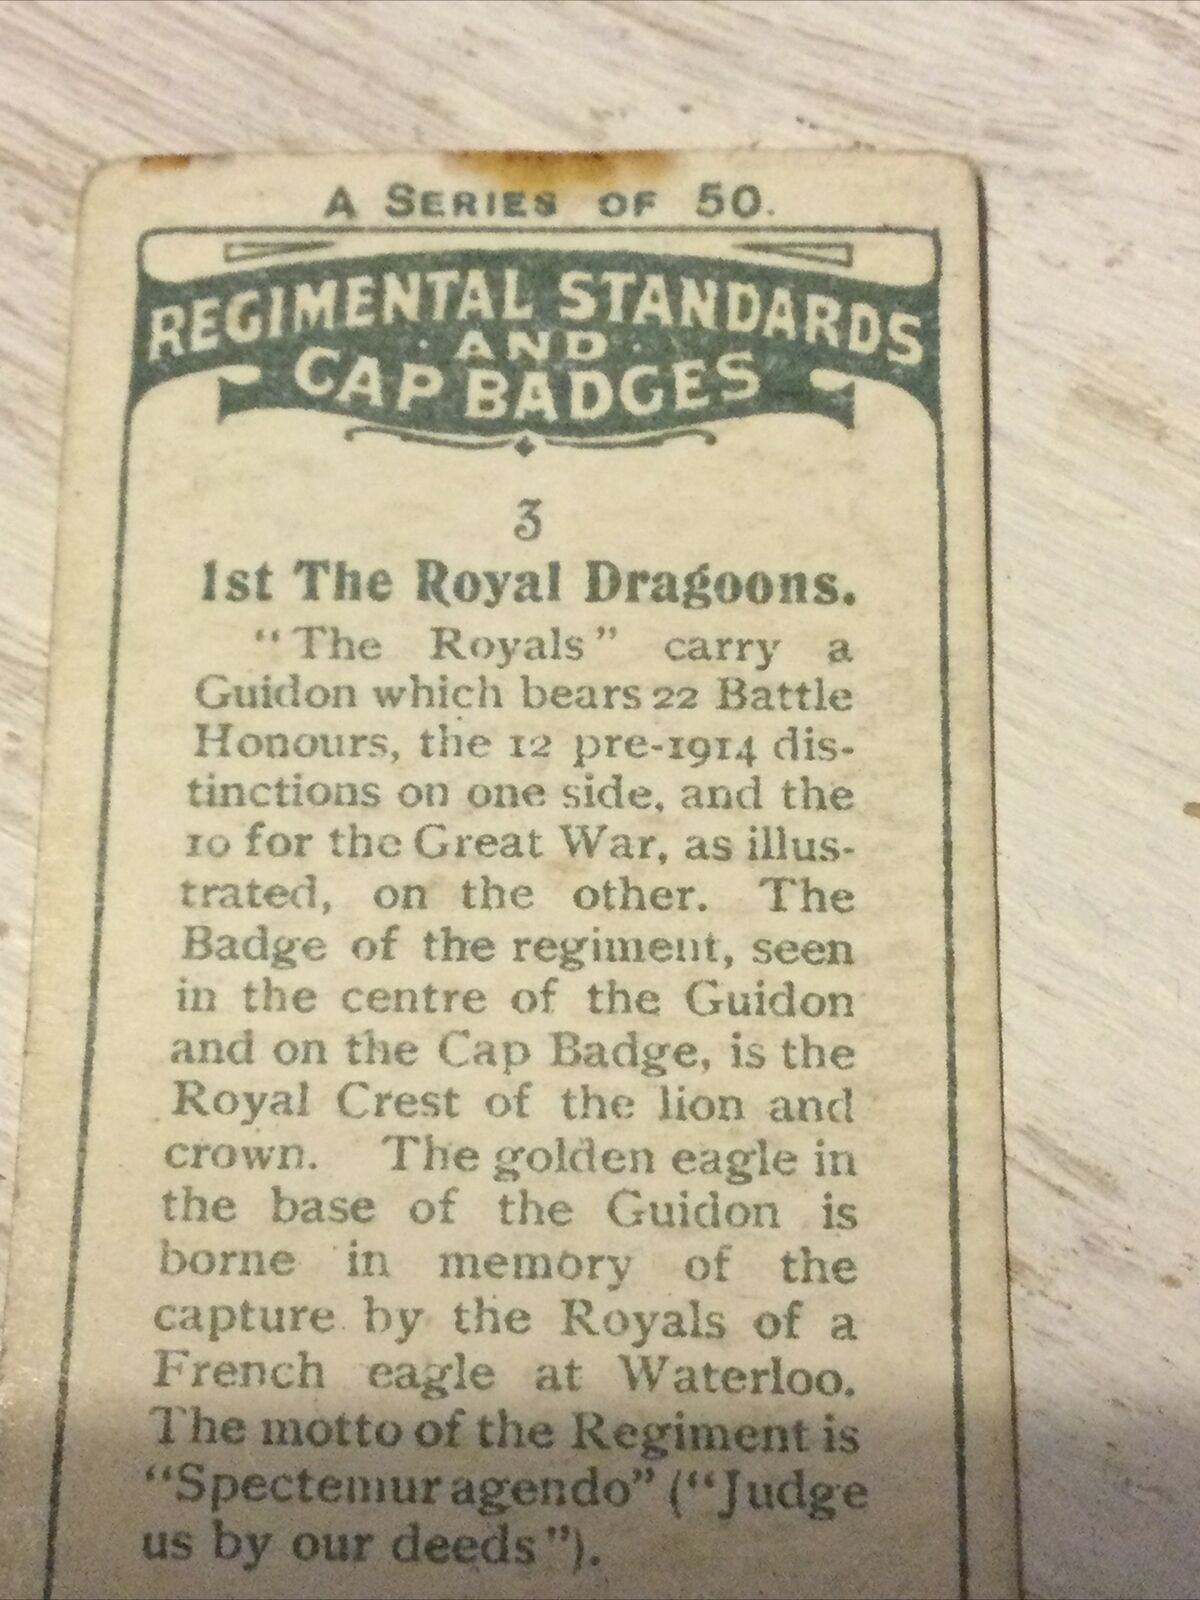 A SERIES OF 50.
REGIMENTAL STANDARDS
AND
CAP BADGES
3
1st The Royal Dragoons.
"The Royals" carry a
Guidon which bears 22 Battle
Honours, the 12 pre-1914 dis-
tinctions on one side, and the
10 for the Great War, as illus-
trated, on the other. The
Badge of the regiment, seen
in the centre of the Guidon
and on the Cap Badge, is the
Royal Crest of the lion and
crown. The golden eagle in
the base of the Guidon is
borne in memory of the
capture by the Royals of a
French eagle at Waterloo.
The motto of the Regiment is
"Spectemur agendo" ("Judge
us by our deeds").